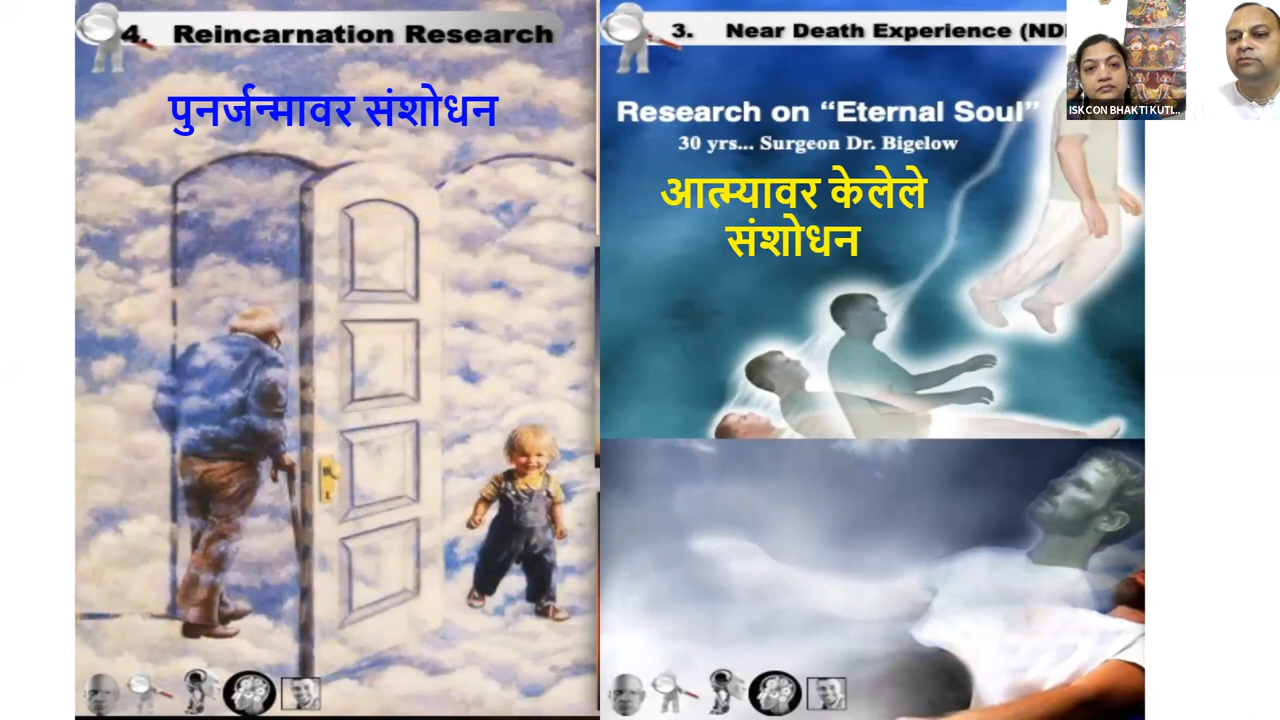 4. Reincarnation Research
पुनर्जन्मावर संशोधन
3. Near Death Experience (ND
Research on “Eternal Soul”
30 yrs... Surgeon Dr. Bigelow
आत्म्यावर केलेले
संशोधन
ISKCON BHAKTI KUTI...